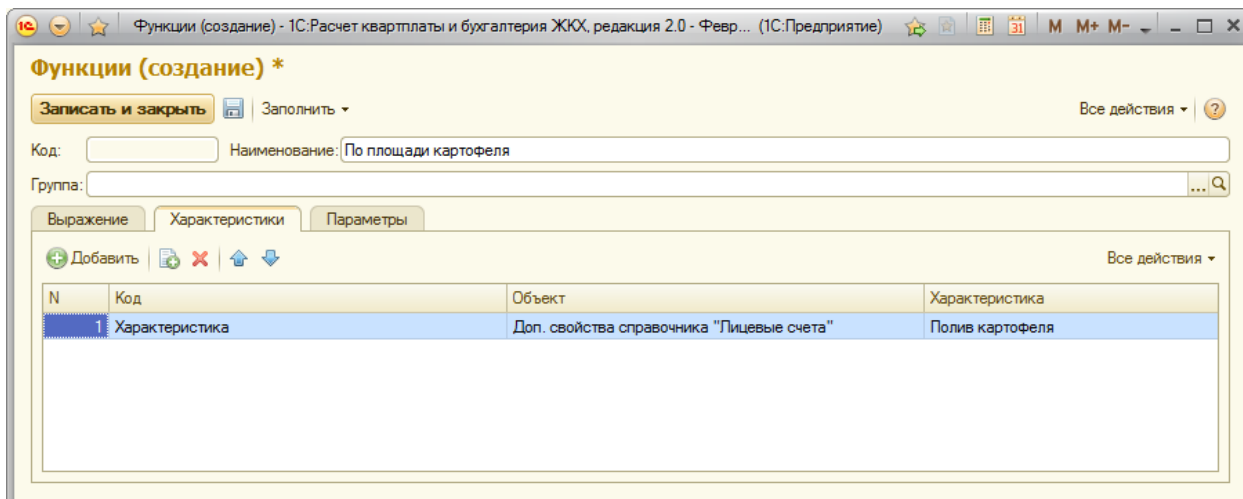 Функции (создание) - 1С:Расчет квартплаты и бухгалтерия ЖКХ, редакция 2.0 - Февр... (1С:Предприятие) 31 M M+ M-
Функции (создание) *
Записать и закрыть Заполнить Все действия ?
Код: Наименование: По площади картофеля
Группа: ...
Выражение Характеристики Параметры
Добавить Все действия
N Код Объект Характеристика
1 Характеристика Доп. свойства справочника "Лицевые счета" Полив картофеля